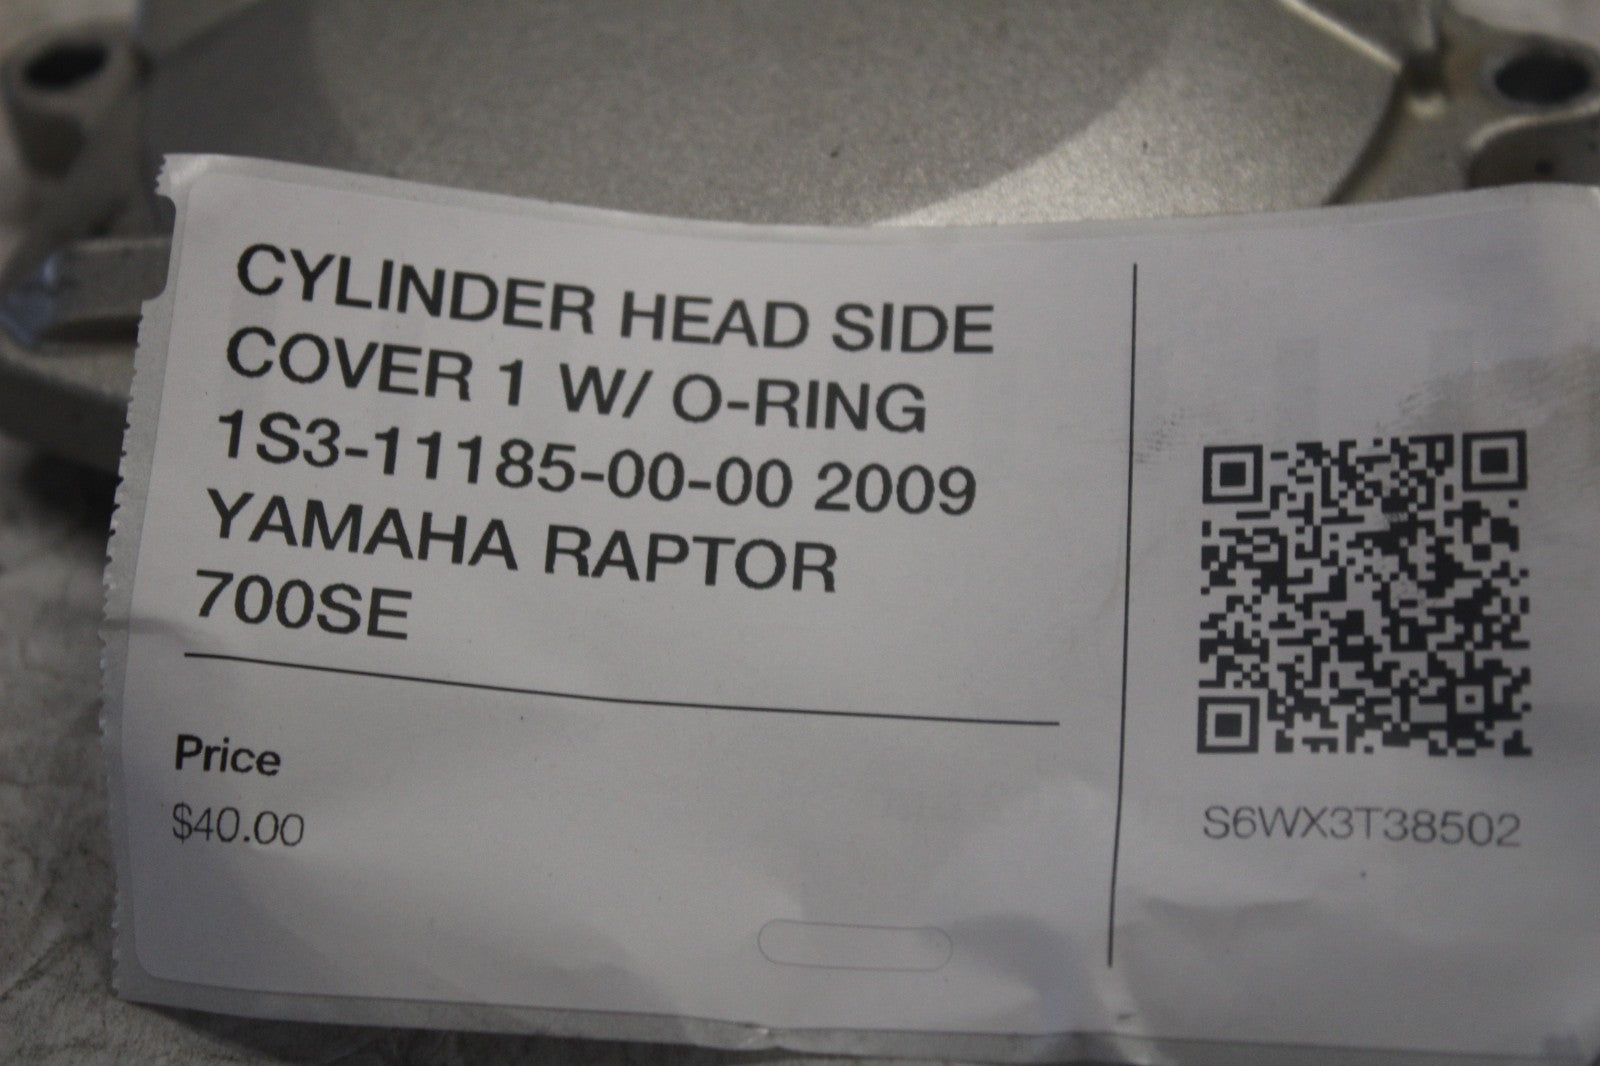 CYLINDER HEAD SIDE
COVER 1 W/ O-RING
1S3-11185-00-00 2009
YAMAHA RAPTOR
700SE
Price
$40.00
S6WX3T38502